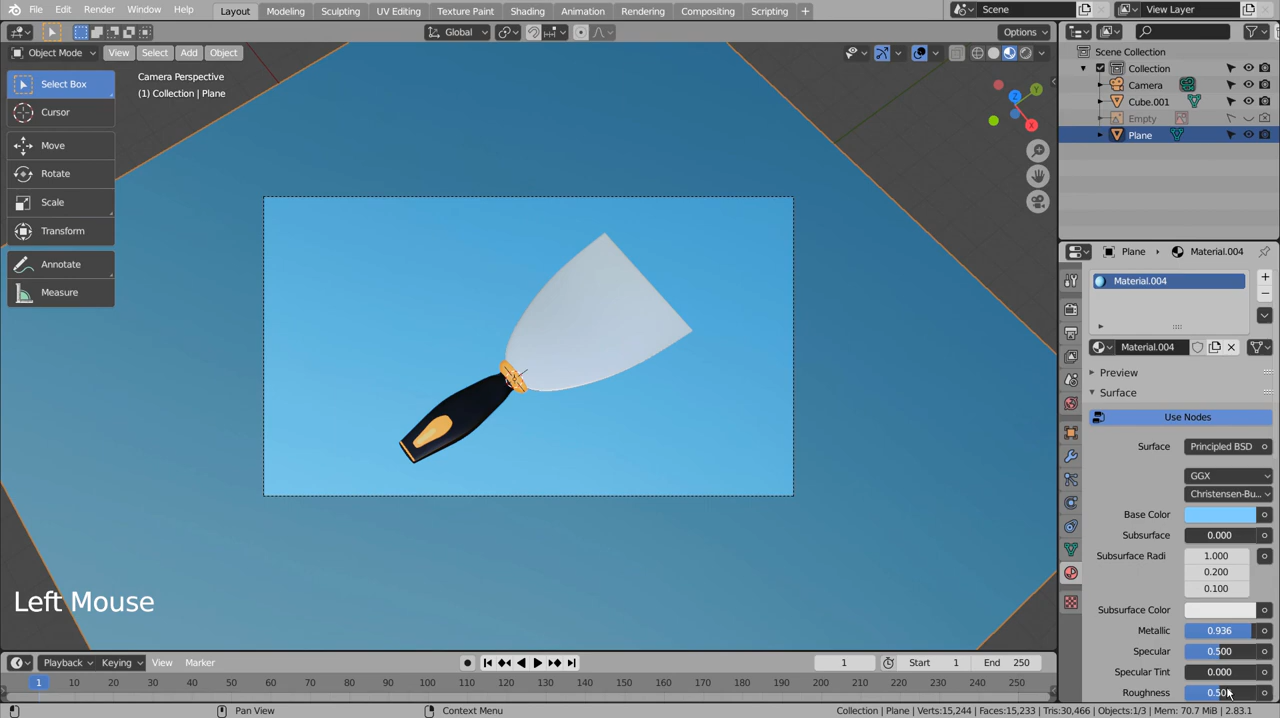 File Edit Render Window Help Layout Modeling Sculpting UV Editing Texture Paint Shading Animation Rendering Compositing Scripting + Scene View Layer
Global Options
Object Mode View Select Add Object
Select Box
Cursor
Move
Rotate
Scale
Transform
Annotate
Measure
Camera Perspective
(1) Collection | Plane
Z
Y
X
Scene Collection
Collection
Camera
Cube.001
Empty
Plane
Plane > Material.004
Material.004
Material.004
Preview
Surface
Use Nodes
Surface Principled BSD
GGX
Christensen-Bu...
Base Color
Subsurface 0.000
Subsurface Radi 1.000
0.200
0.100
Subsurface Color
Metallic 0.936
Specular 0.500
Specular Tint 0.000
Roughness 0.50
Left Mouse
Playback Keying View Marker 1 Start 1 End 250
1 10 20 30 40 50 60 70 80 90 100 110 120 130 140 150 160 170 180 190 200 210 220 230 240 250
Select Pan View Context Menu Collection | Plane | Verts:15,244 | Faces:15,233 | Tris:30,466 | Objects:1/3 | Mem: 70.7 MiB | 2.83.1